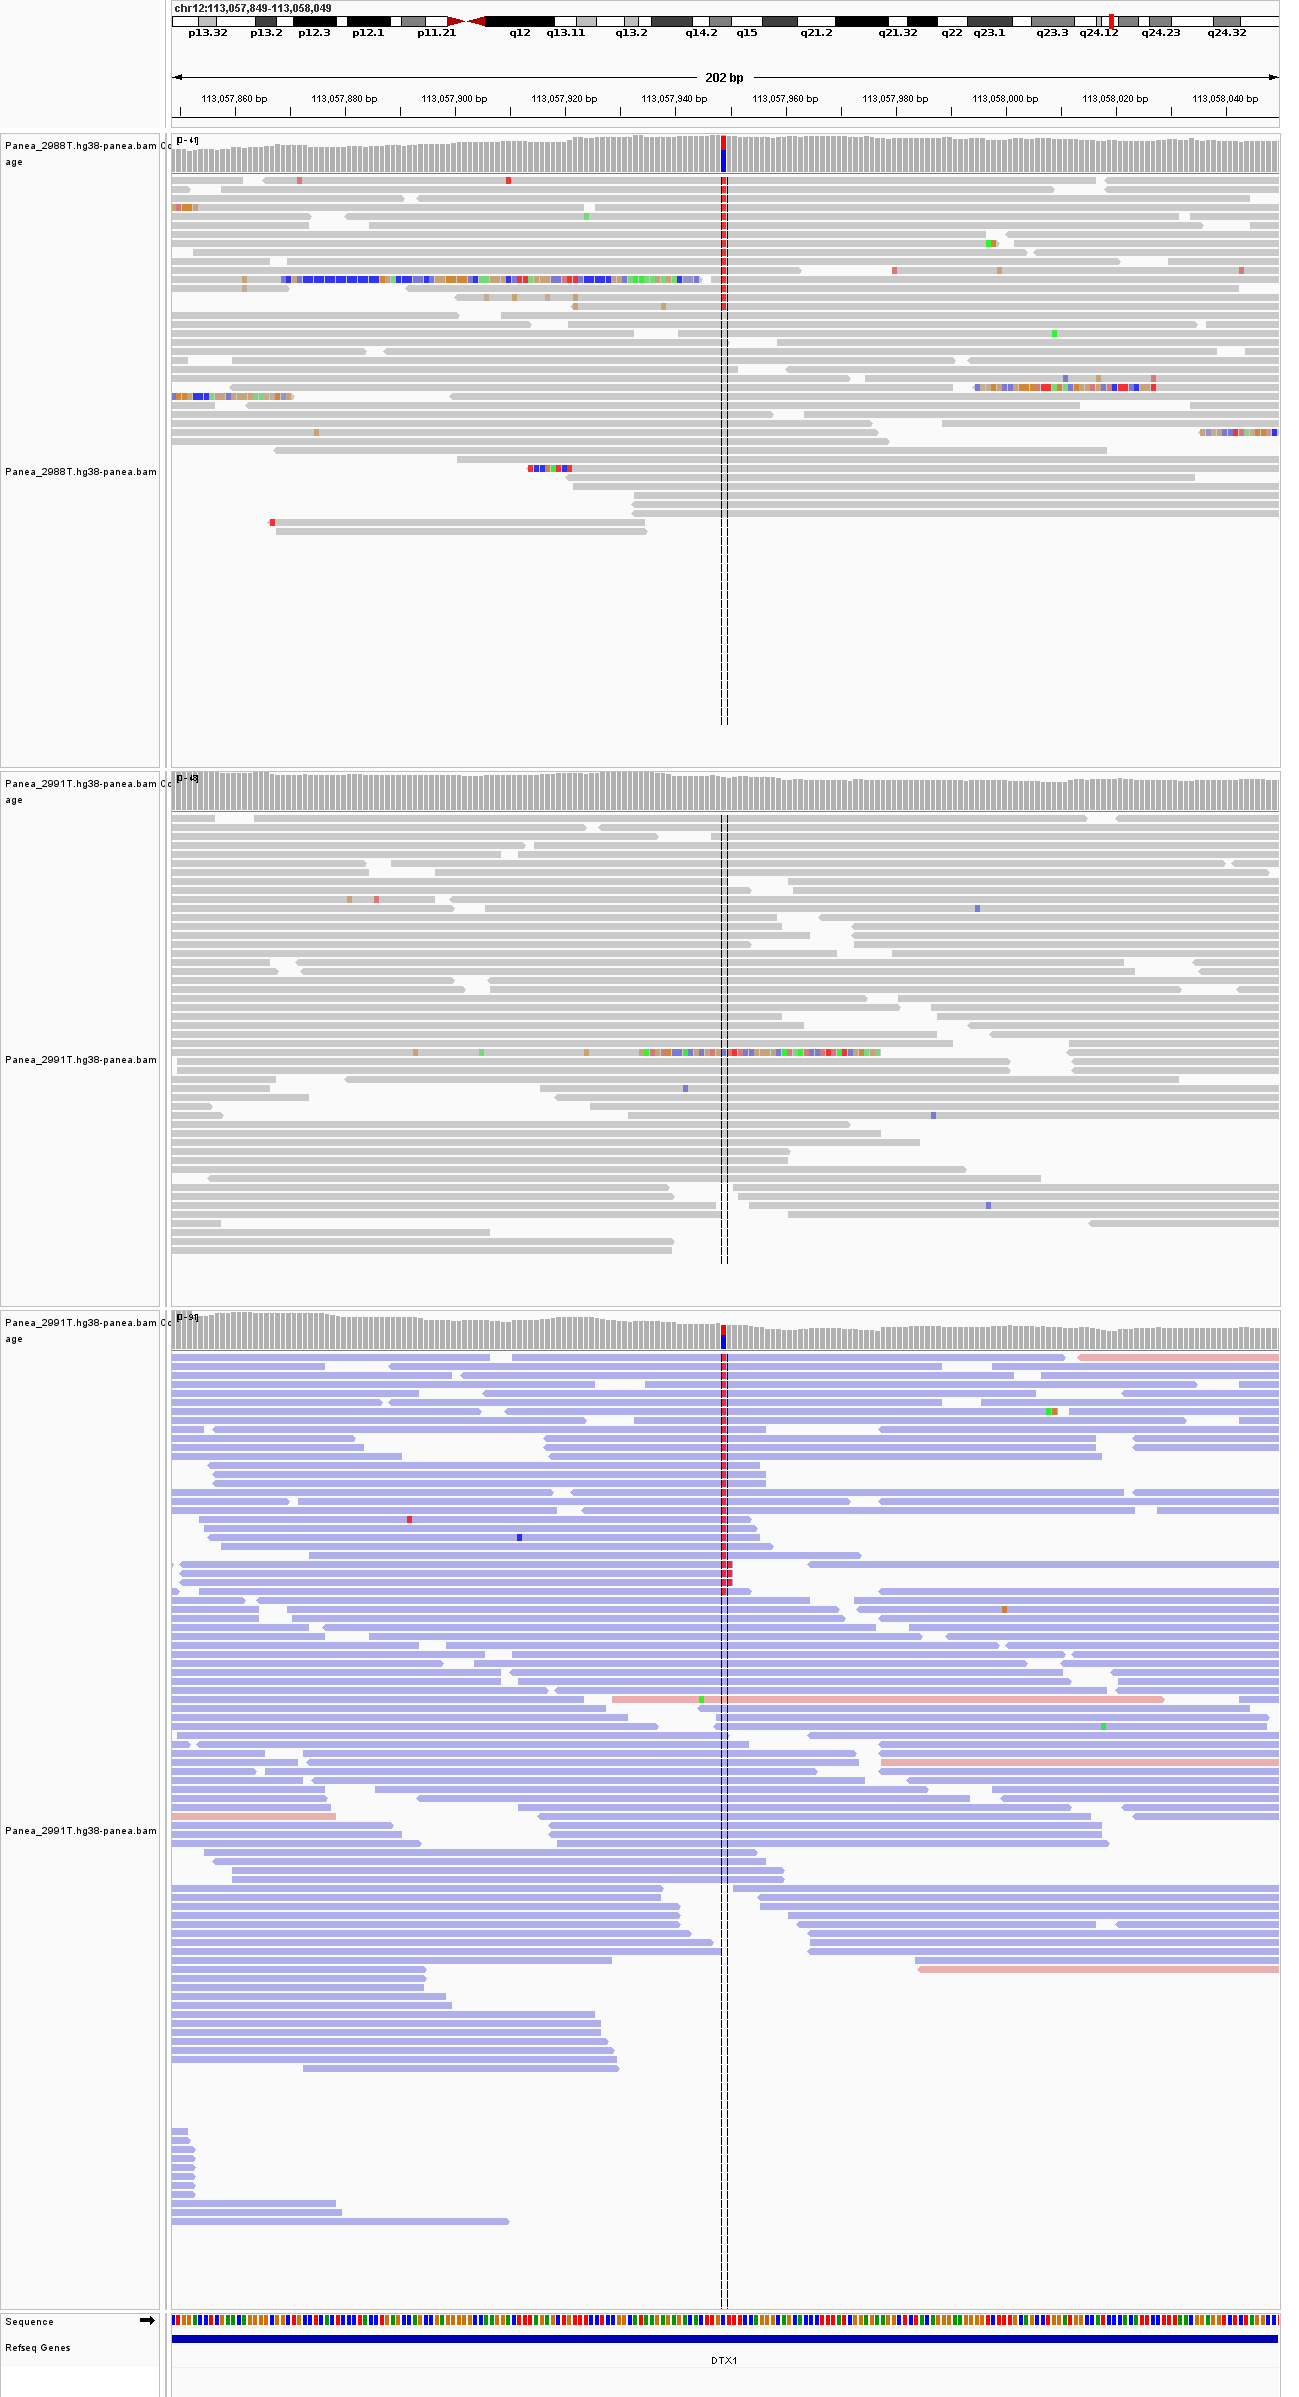 chr12:113,057,849-113,058,049
p13.32 p13.2 p12.3 p12.1 p11.21 q12 q13.11 q13.2 q14.2 q15 q21.2 q21.32 q22 q23.1 q23.3 q24.12 q24.23 q24.32
202 bp
113,057,860 bp 113,057,880 bp 113,057,900 bp 113,057,920 bp 113,057,940 bp 113,057,960 bp 113,057,980 bp 113,058,000 bp 113,058,020 bp 113,058,040 bp
Panea_2988T.hg38-panea.bam Co
age
[0 - 41]
Panea_2988T.hg38-panea.bam
Panea_2991T.hg38-panea.bam Co
age
Panea_2991T.hg38-panea.bam
Panea_2991T.hg38-panea.bam Co
age
[0 - 91]
Panea_2991T.hg38-panea.bam
Sequence
Refseq Genes
DTX1